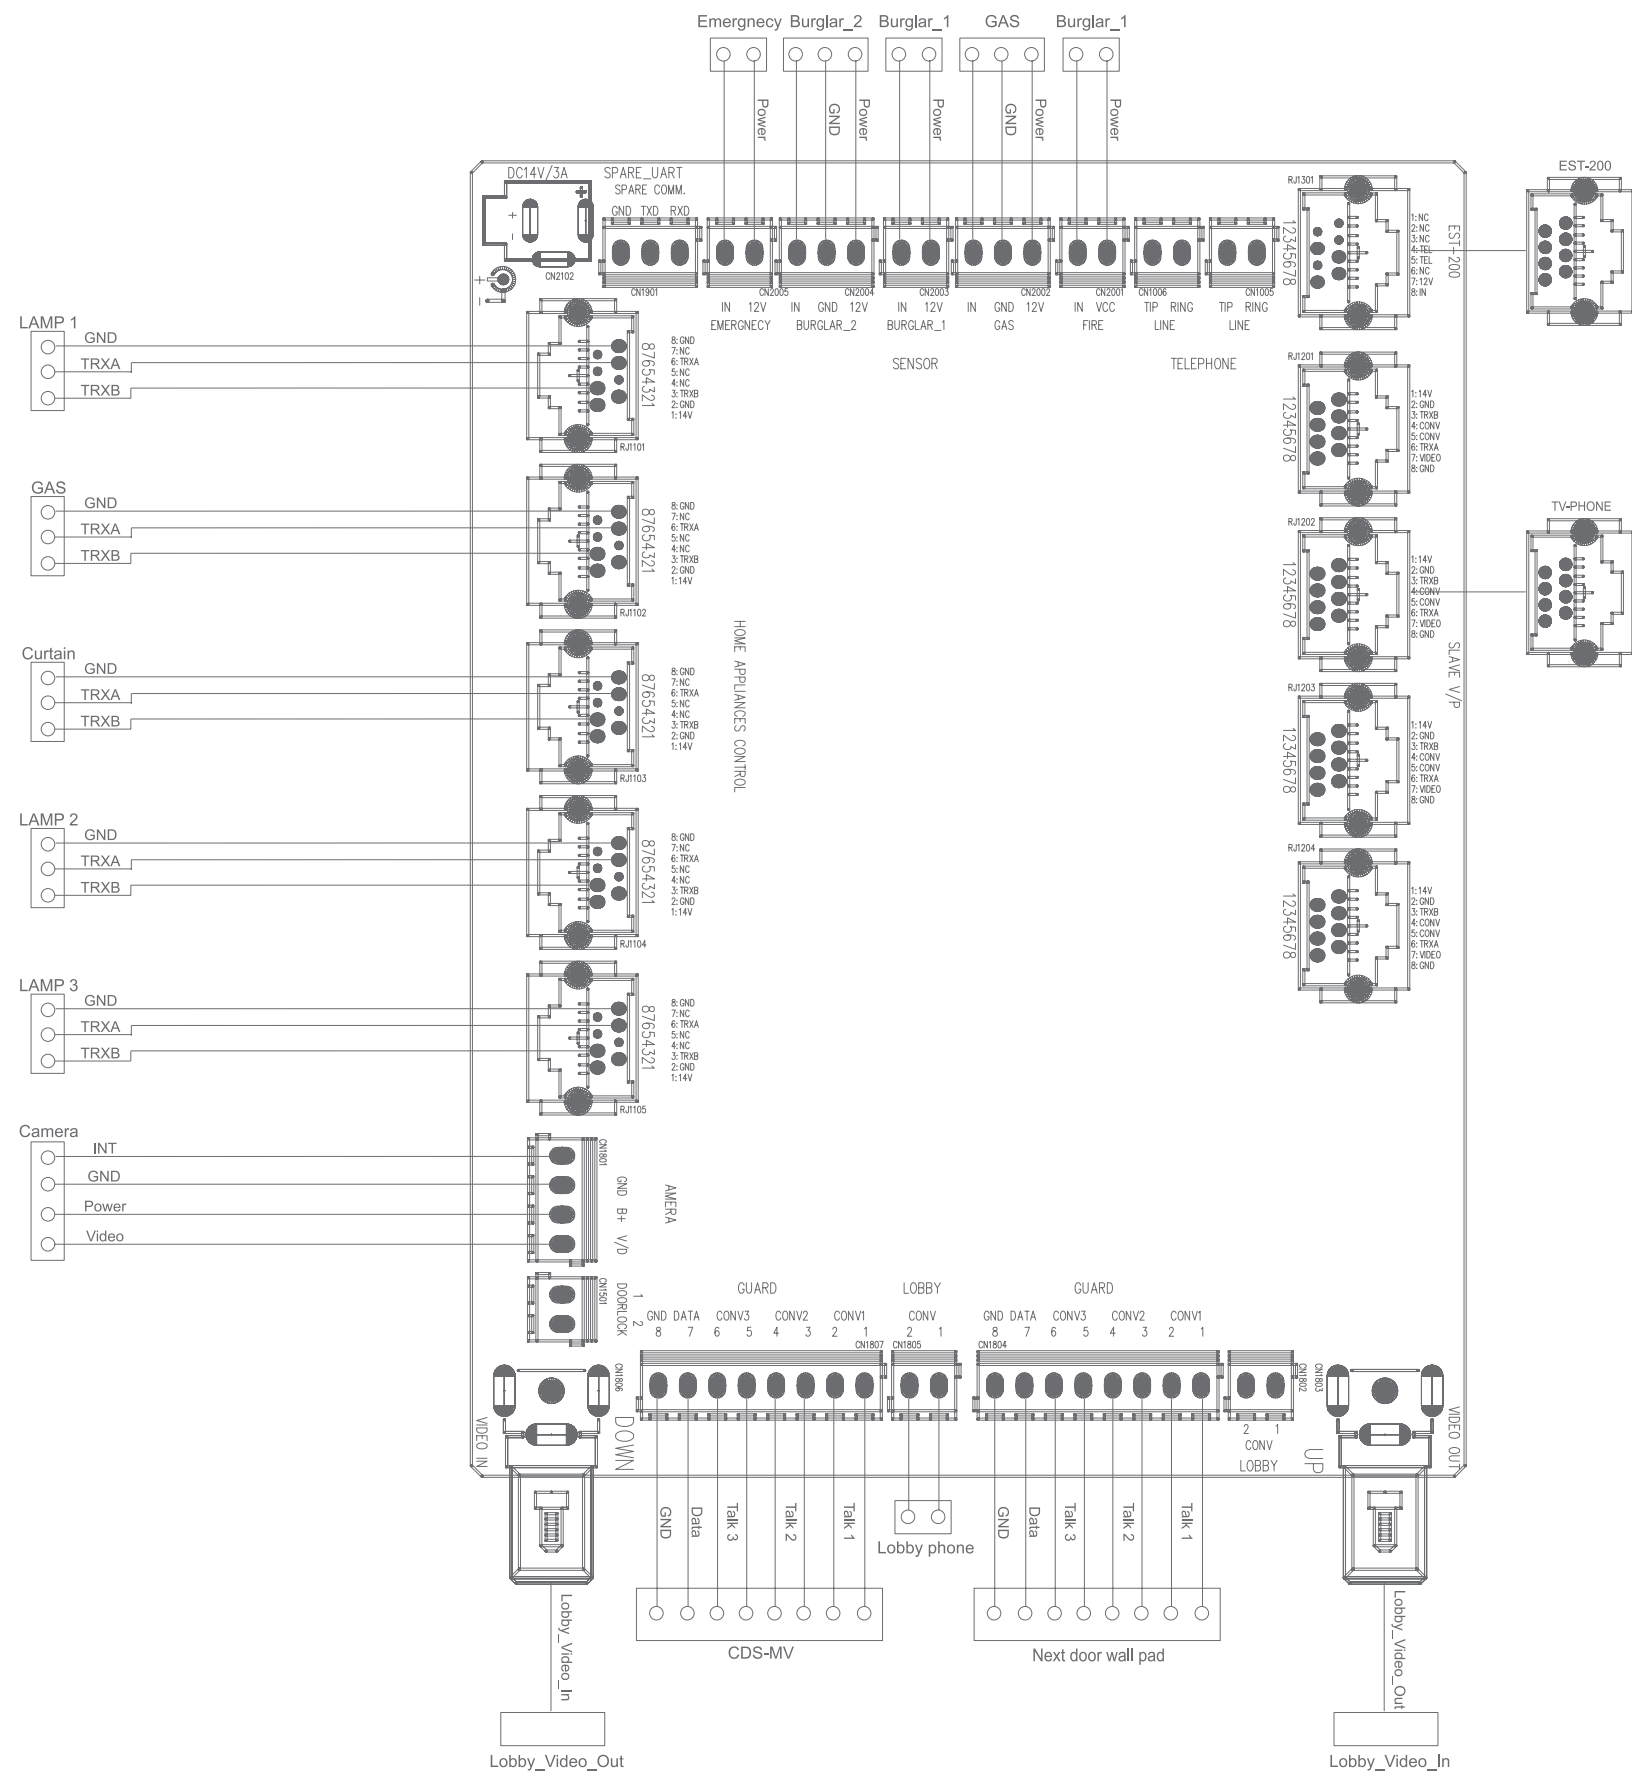 Emergnecy Burglar_2 Burglar_1 GAS Burglar_1
Power GND Power Power GND Power Power
DC14V/3A
CN2102
SPARE_UART
SPARE COMM.
GND TXD RXD
CN1901 CN2005 CN2004 CN2003 CN2002 CN2001 CN1006 CN1005
IN 12V IN GND 12V IN 12V IN GND 12V IN VCC TIP RING TIP RING
EMERGNECY BURGLAR_2 BURGLAR_1 GAS FIRE LINE LINE
SENSOR TELEPHONE
RJ1301
12345678
1:NC
2:NC
3:NC
4:TEL
5:TEL
6:NC
7:12V
8:IN
EST-200
EST-200
LAMP 1
GND
TRXA
TRXB
87654321
8:GND
7:NC
6:TRXA
5:NC
4:NC
3:TRXB
2:GND
1:14V
RJ1101
RJ1201
12345678
1:14V
2:GND
3:TRXB
4:CONV
5:CONV
6:TRXA
7:VIDEO
8:GND
GAS
GND
TRXA
TRXB
87654321
8:GND
7:NC
6:TRXA
5:NC
4:NC
3:TRXB
2:GND
1:14V
RJ1102
RJ1202
12345678
1:14V
2:GND
3:TRXB
4:CONV
5:CONV
6:TRXA
7:VIDEO
8:GND
TV-PHONE
HOME APPLIANCES CONTROL
SLAVE V/P
Curtain
GND
TRXA
TRXB
87654321
8:GND
7:NC
6:TRXA
5:NC
4:NC
3:TRXB
2:GND
1:14V
RJ1103
RJ1203
12345678
1:14V
2:GND
3:TRXB
4:CONV
5:CONV
6:TRXA
7:VIDEO
8:GND
LAMP 2
GND
TRXA
TRXB
87654321
8:GND
7:NC
6:TRXA
5:NC
4:NC
3:TRXB
2:GND
1:14V
RJ1104
RJ1204
12345678
1:14V
2:GND
3:TRXB
4:CONV
5:CONV
6:TRXA
7:VIDEO
8:GND
LAMP 3
GND
TRXA
TRXB
87654321
8:GND
7:NC
6:TRXA
5:NC
4:NC
3:TRXB
2:GND
1:14V
RJ1105
Camera
INT
GND
Power
Video
CN1801
GND B+ V/D
AMERA
CN1501
DOORLOCK
1 2
GUARD LOBBY GUARD
GND DATA CONV3 CONV2 CONV1 CONV GND DATA CONV3 CONV2 CONV1
8 7 6 5 4 3 2 1 2 1 8 7 6 5 4 3 2 1
CN1807 CN1805 CN1804
CN1806
CN1802
CN1803
VIDEO IN
DOWN
2 1
CONV
LOBBY
UP
VIDEO OUT
GND Data Talk 3 Talk 2 Talk 1
Lobby phone
GND Data Talk 3 Talk 2 Talk 1
CDS-MV
Next door wall pad
Lobby_Video_In
Lobby_Video_Out
Lobby_Video_Out
Lobby_Video_In